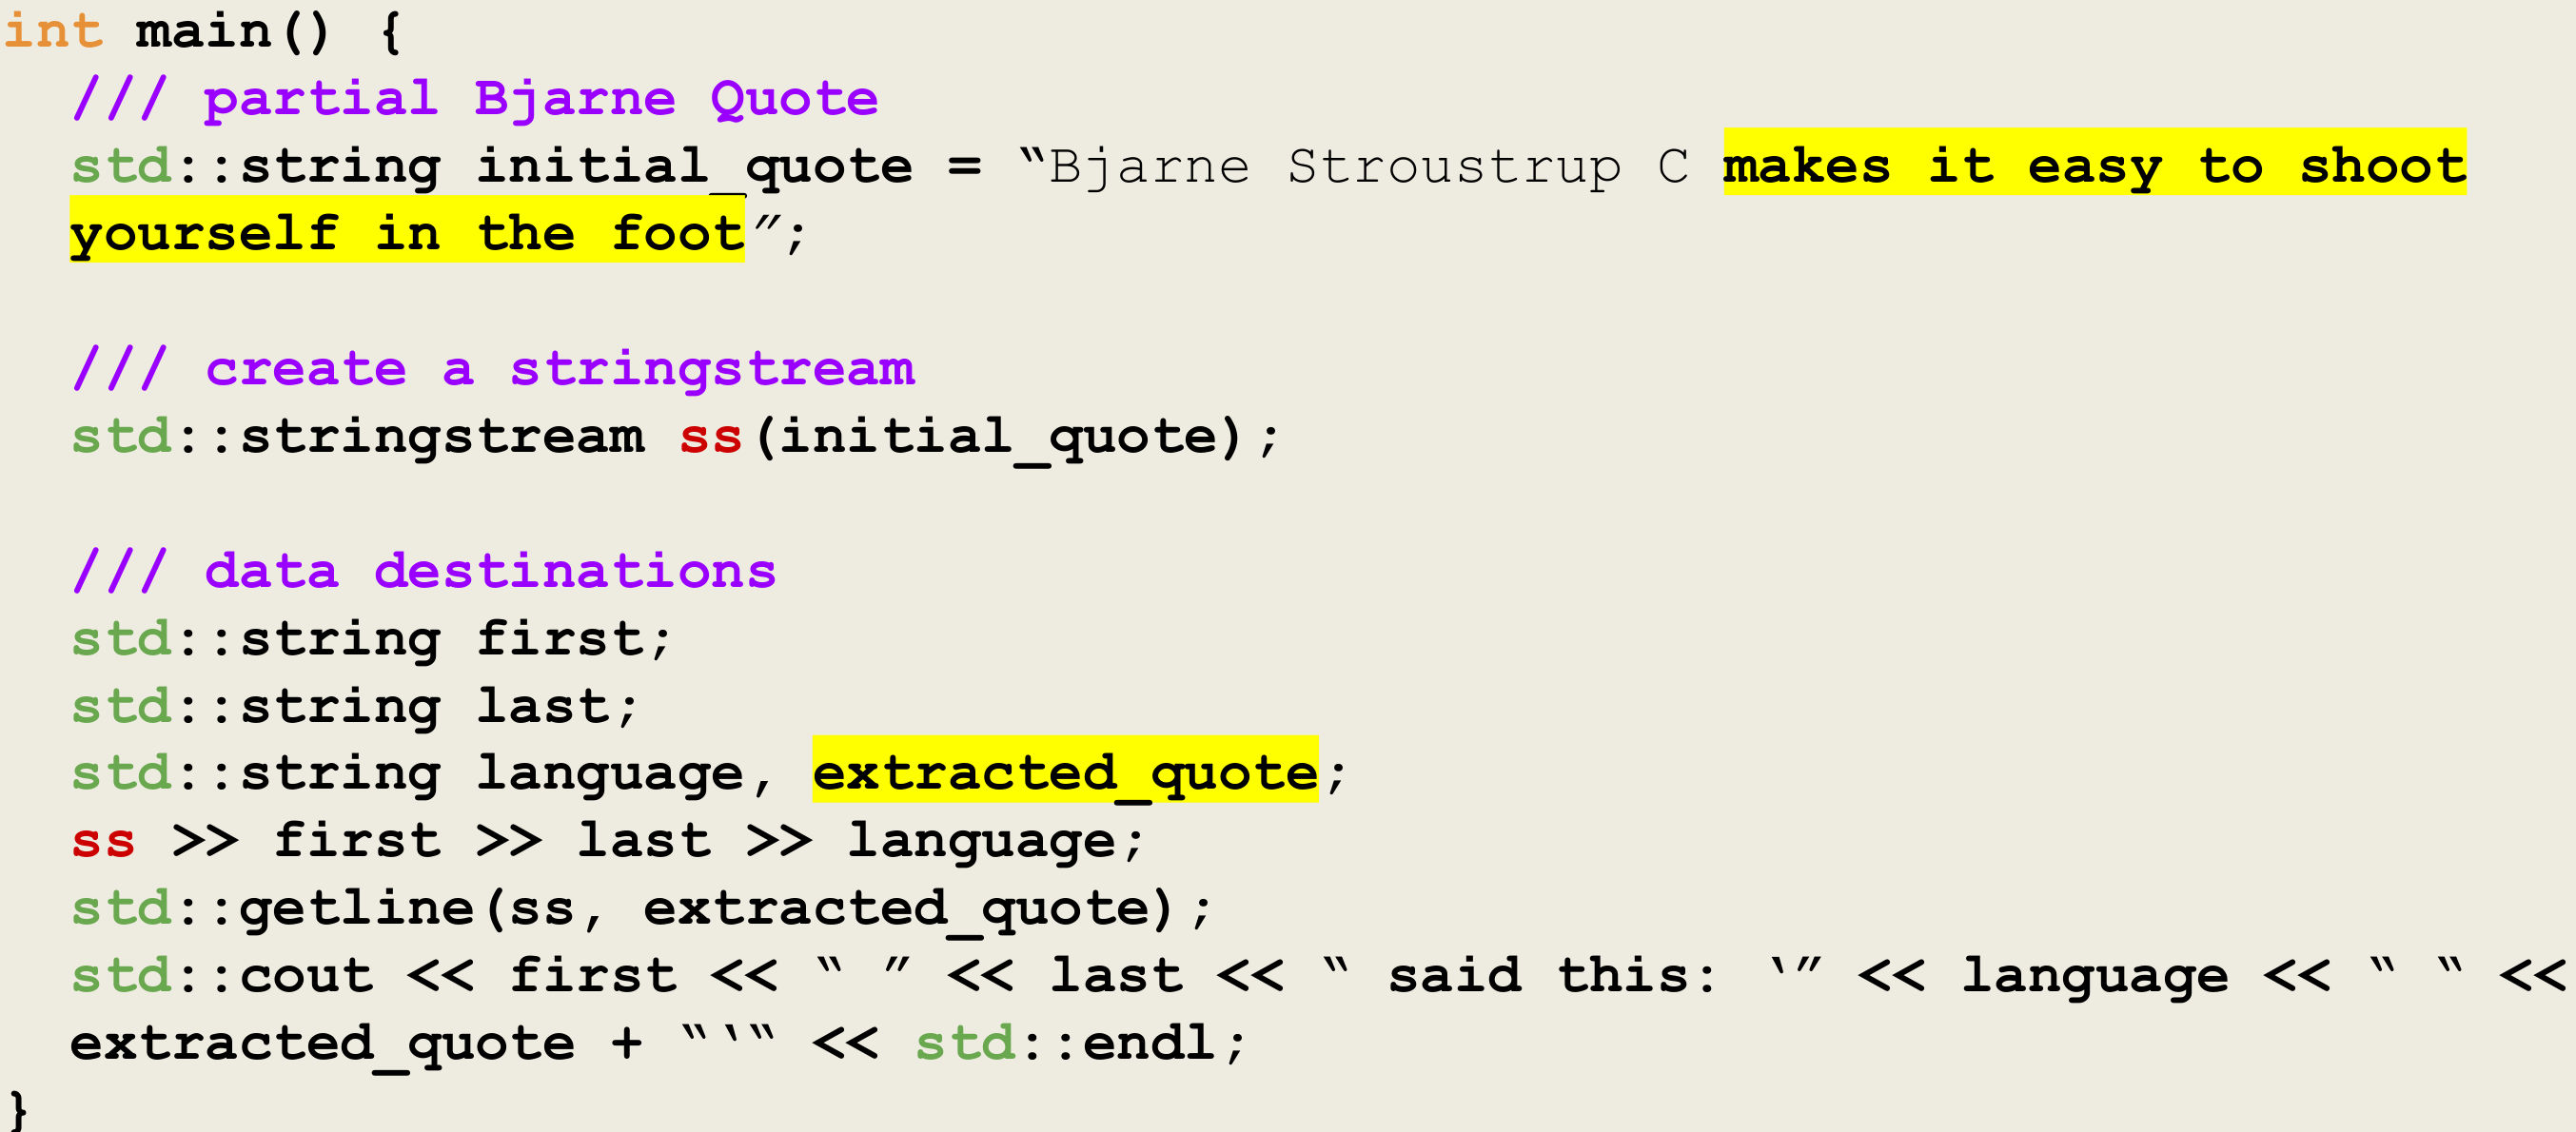 int main() {
/// partial Bjarne Quote
std::string initial_quote = “Bjarne Stroustrup C makes it easy to shoot
yourself in the foot”;
/// create a stringstream
std::stringstream ss(initial_quote);
/// data destinations
std::string first;
std::string last;
std::string language, extracted_quote;
ss >> first >> last >> language;
std::getline(ss, extracted_quote);
std::cout << first << “ ” << last << “ said this: ‘” << language << “ “ <<
extracted_quote + “‘“ << std::endl;
}